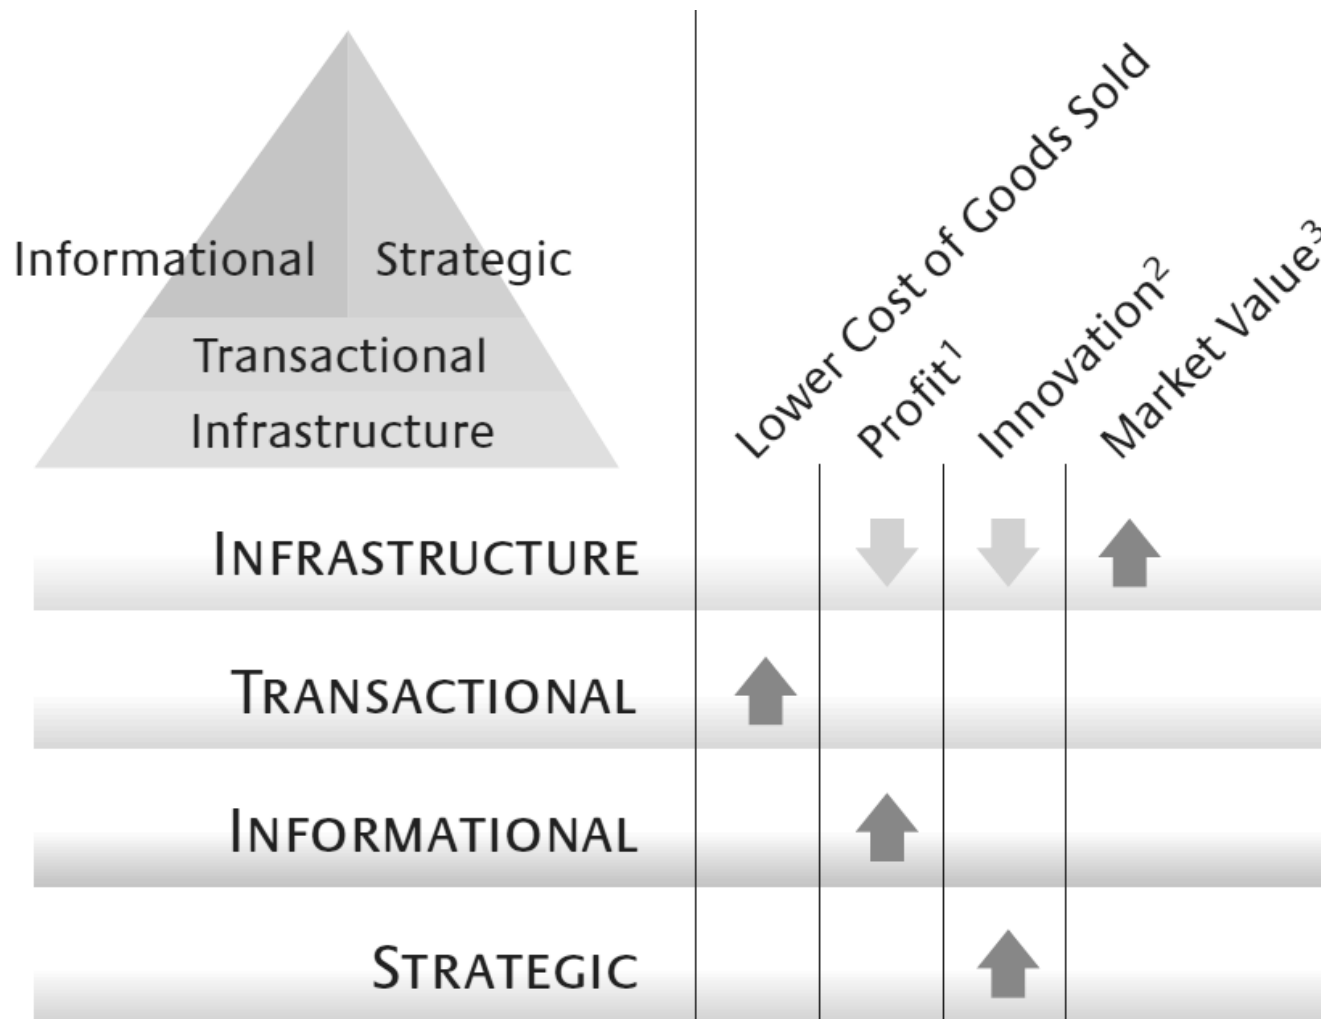 Informational Strategic
Transactional
Infrastructure
Lower Cost of Goods Sold
Profit¹
Innovation²
Market Value³
INFRASTRUCTURE
TRANSACTIONAL
INFORMATIONAL
STRATEGIC